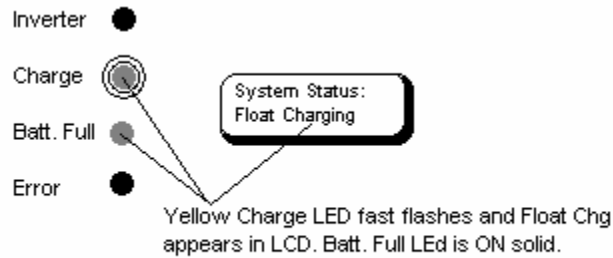 Inverter
Charge
System Status:
Float Charging
Batt. Full
Error
Yellow Charge LED fast flashes and Float Chg
appears in LCD. Batt. Full LEd is ON solid.